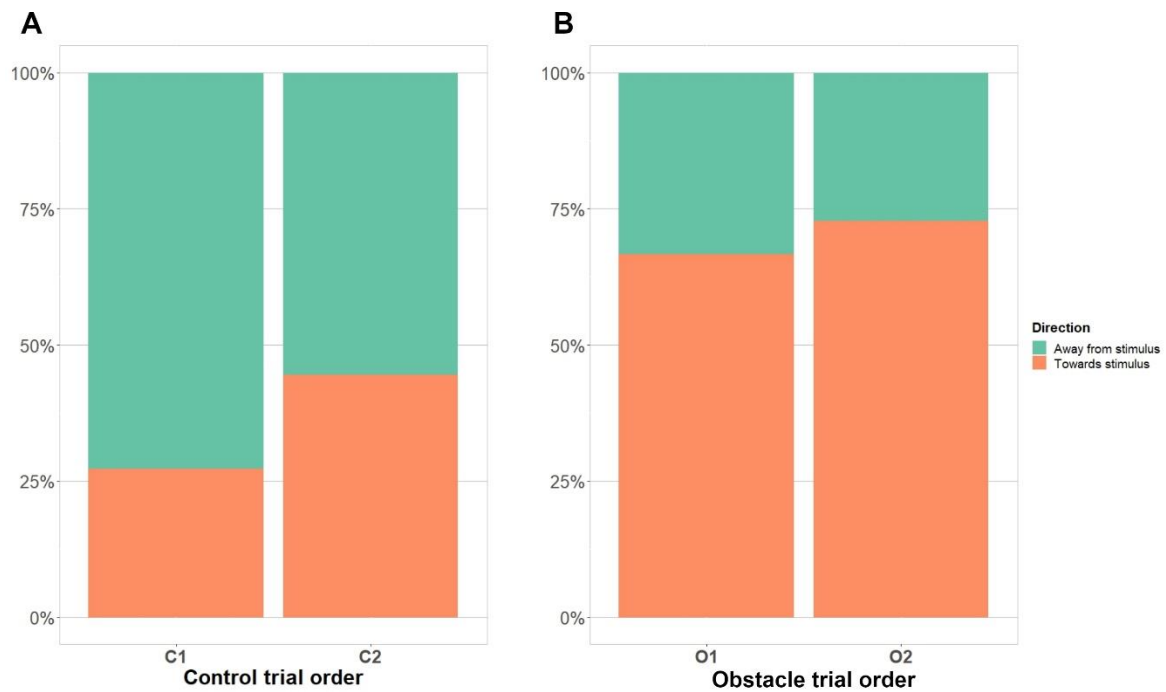 A
100%
75%
50%
25%
0%
C1 C2
Control trial order
B
100%
75%
50%
25%
0%
O1 O2
Obstacle trial order
Direction
Away from stimulus
Towards stimulus